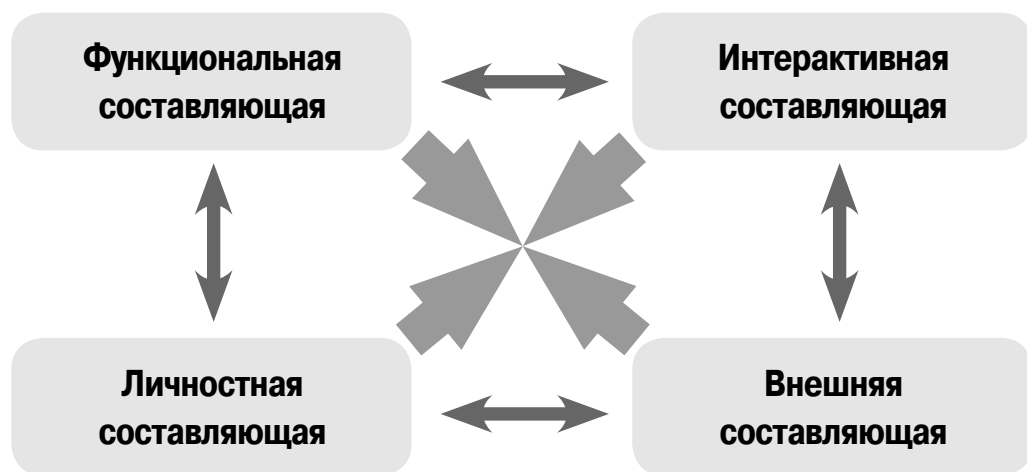 Функциональная
составляющая
Интерактивная
составляющая
Личностная
составляющая
Внешняя
составляющая